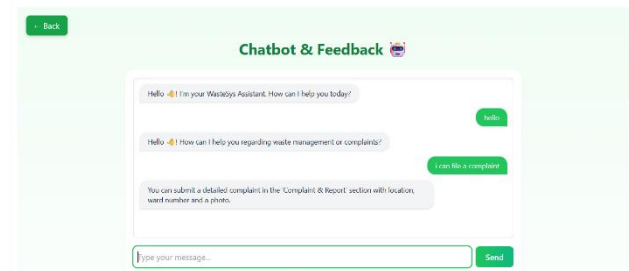 ← Back
Chatbot & Feedback 🤖
Hello 👋! I'm your WasteSys Assistant. How can I help you today?
hello
Hello 👋! How can I help you regarding waste management or complaints?
i can file a complaint
You can submit a detailed complaint in the 'Complaint & Report' section with location,
ward number and a photo.
Type your message...
Send